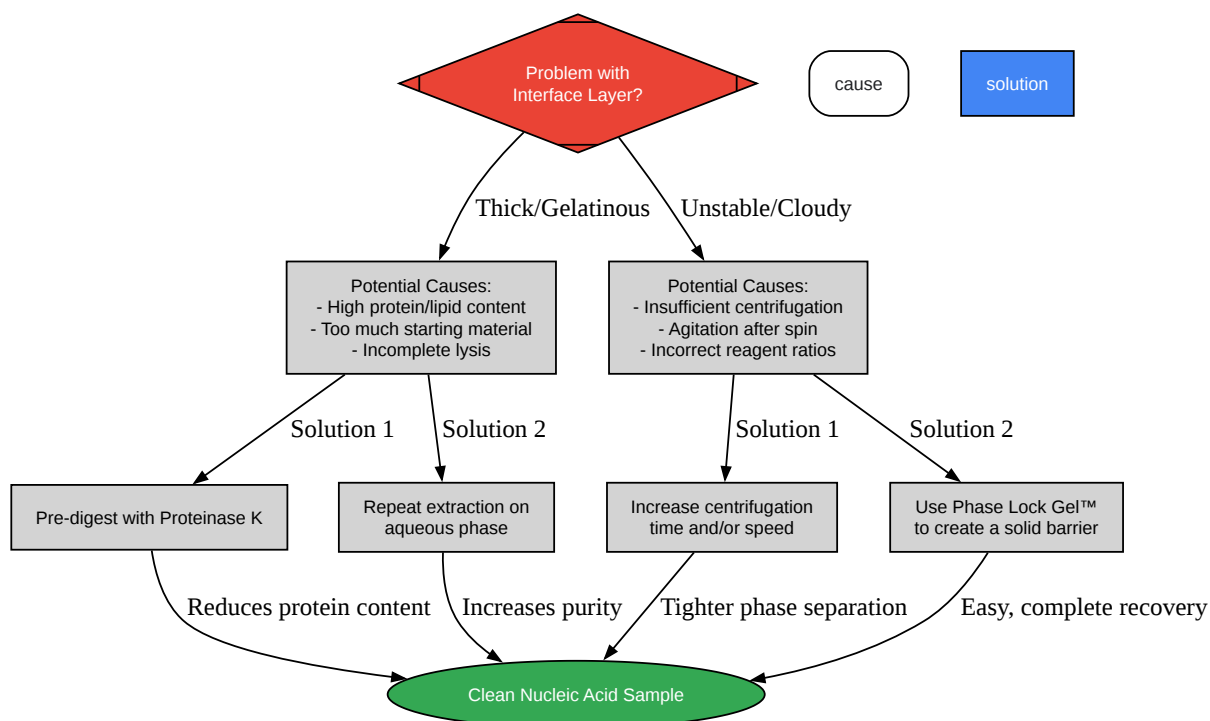 Problem with
Interface Layer?
cause
solution
Thick/Gelatinous
Unstable/Cloudy
Potential Causes:
- High protein/lipid content
- Too much starting material
- Incomplete lysis
Potential Causes:
- Insufficient centrifugation
- Agitation after spin
- Incorrect reagent ratios
Solution 1
Solution 2
Solution 1
Solution 2
Pre-digest with Proteinase K
Repeat extraction on
aqueous phase
Increase centrifugation
time and/or speed
Use Phase Lock Gel™
to create a solid barrier
Reduces protein content
Increases purity
Tighter phase separation
Easy, complete recovery
Clean Nucleic Acid Sample